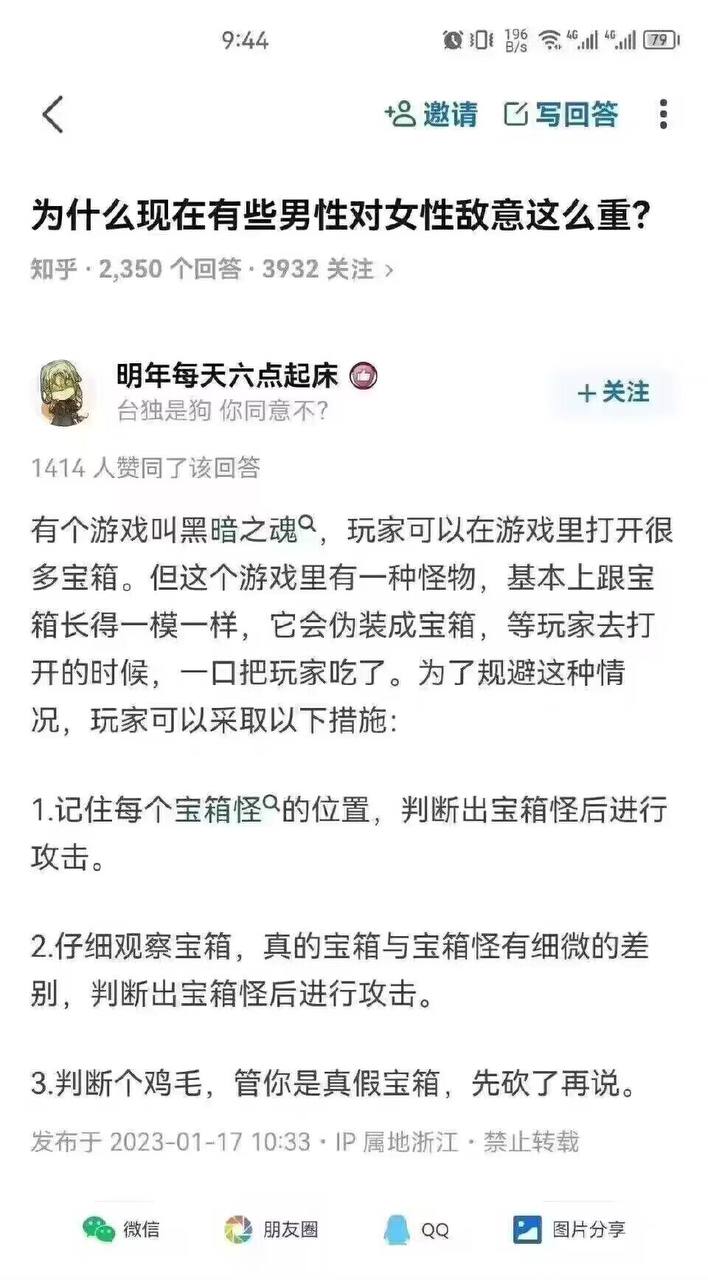 9:44
196 B/s 4G 4G 79
邀请 写回答
为什么现在有些男性对女性敌意这么重?
知乎 · 2,350 个回答 · 3932 关注 >
明年每天六点起床
台独是狗 你同意不?
+关注
1414 人赞同了该回答
有个游戏叫黑暗之魂，玩家可以在游戏里打开很
多宝箱。但这个游戏里有一种怪物，基本上跟宝
箱长得一模一样，它会伪装成宝箱，等玩家去打
开的时候，一口把玩家吃了。为了规避这种情
况，玩家可以采取以下措施：
1.记住每个宝箱怪的位置，判断出宝箱怪后进行
攻击。
2.仔细观察宝箱，真的宝箱与宝箱怪有细微的差
别，判断出宝箱怪后进行攻击。
3.判断个鸡毛，管你是真假宝箱，先砍了再说。
发布于 2023-01-17 10:33 · IP 属地浙江 · 禁止转载
微信 朋友圈 QQ 图片分享